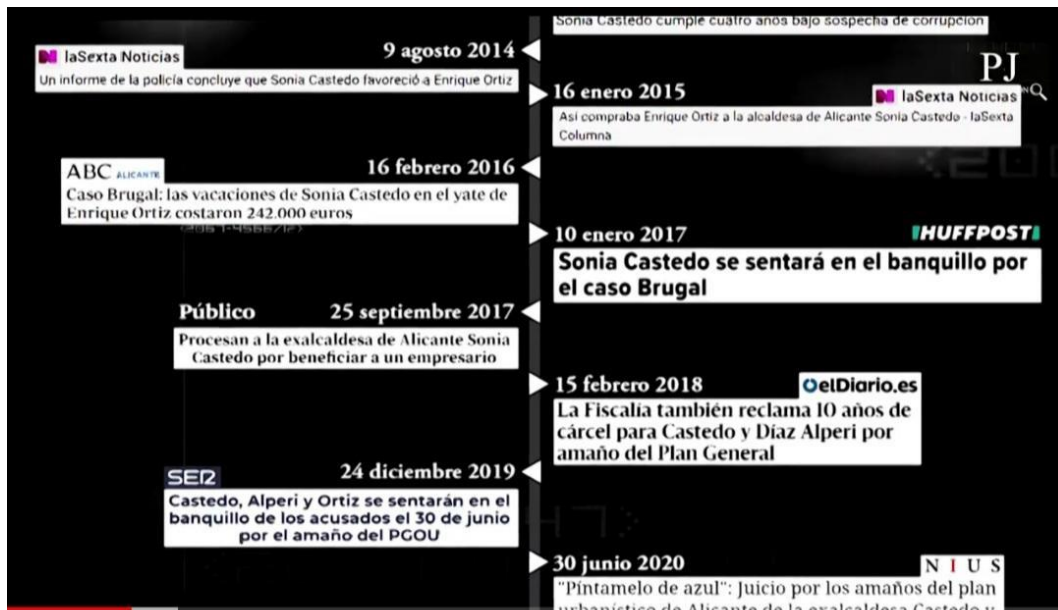 Sonia Castedo cumple cuatro años bajo sospecha de corrupción
laSexta Noticias
9 agosto 2014
Un informe de la policía concluye que Sonia Castedo favoreció a Enrique Ortiz
PJ
16 enero 2015
laSexta Noticias
Así compraba Enrique Ortiz a la alcaldesa de Alicante Sonia Castedo - laSexta
Columna
ABC ALICANTE
16 febrero 2016
Caso Brugal: las vacaciones de Sonia Castedo en el yate de
Enrique Ortiz costaron 242.000 euros
10 enero 2017
HUFFPOST
Sonia Castedo se sentará en el banquillo por
el caso Brugal
Público
25 septiembre 2017
Procesan a la exalcaldesa de Alicante Sonia
Castedo por beneficiar a un empresario
15 febrero 2018
elDiario.es
La Fiscalía también reclama 10 años de
cárcel para Castedo y Díaz Alperi por
amaño del Plan General
SER
24 diciembre 2019
Castedo, Alperi y Ortiz se sentarán en el
banquillo de los acusados el 30 de junio
por el amaño del PGOU
30 junio 2020
NIUS
"Píntamelo de azul": Juicio por los amaños del plan
urbanístico de Alicante de la exalcaldesa Castedo y